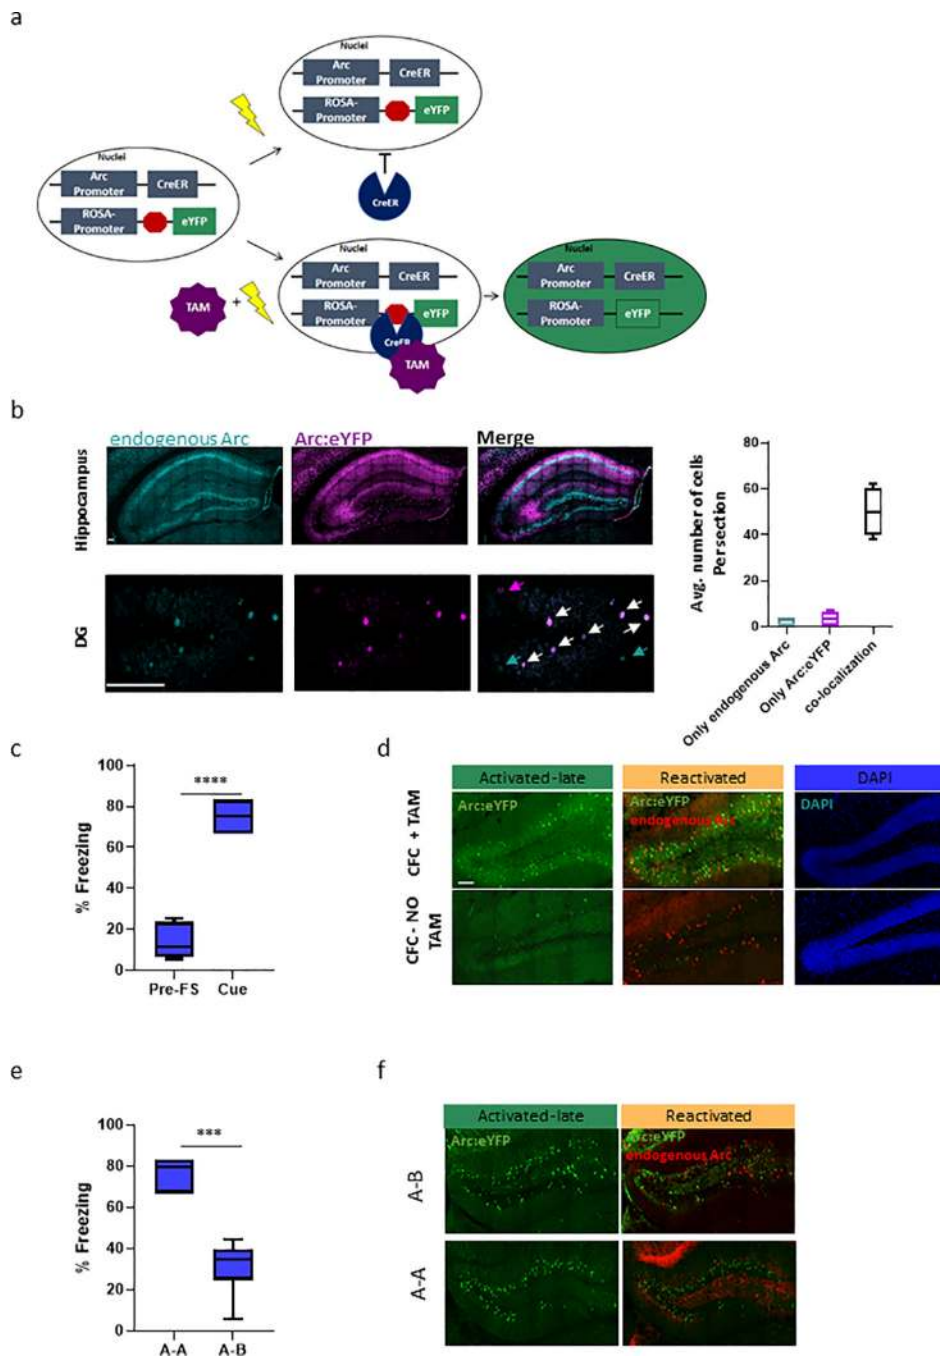 a
Nuclei
Arc
Promoter
CreER
ROSA-
Promoter
eYFP
CreER
Nuclei
Arc
Promoter
CreER
ROSA-
Promoter
eYFP
TAM
+
Nuclei
Arc
Promoter
CreER
ROSA-
Promoter
eYFP
CreER
TAM
Nuclei
Arc
Promoter
CreER
ROSA-
Promoter
eYFP
b
endogenous Arc
Arc:eYFP
Merge
Hippocampus
DG
Avg. number of cells
Per section
80
60
40
20
0
Only endogenous Arc
Only Arc:eYFP
co-localization
c
% Freezing
100
80
60
40
20
0
****
Pre-FS
Cue
d
Activated-late
Reactivated
DAPI
CFC + TAM
Arc:eYFP
Arc:eYFP
endogenous Arc
DAPI
CFC - NO
TAM
e
% Freezing
100
80
60
40
20
0
***
A-A
A-B
f
Activated-late
Reactivated
A-B
Arc:eYFP
Arc:eYFP
endogenous Arc
A-A